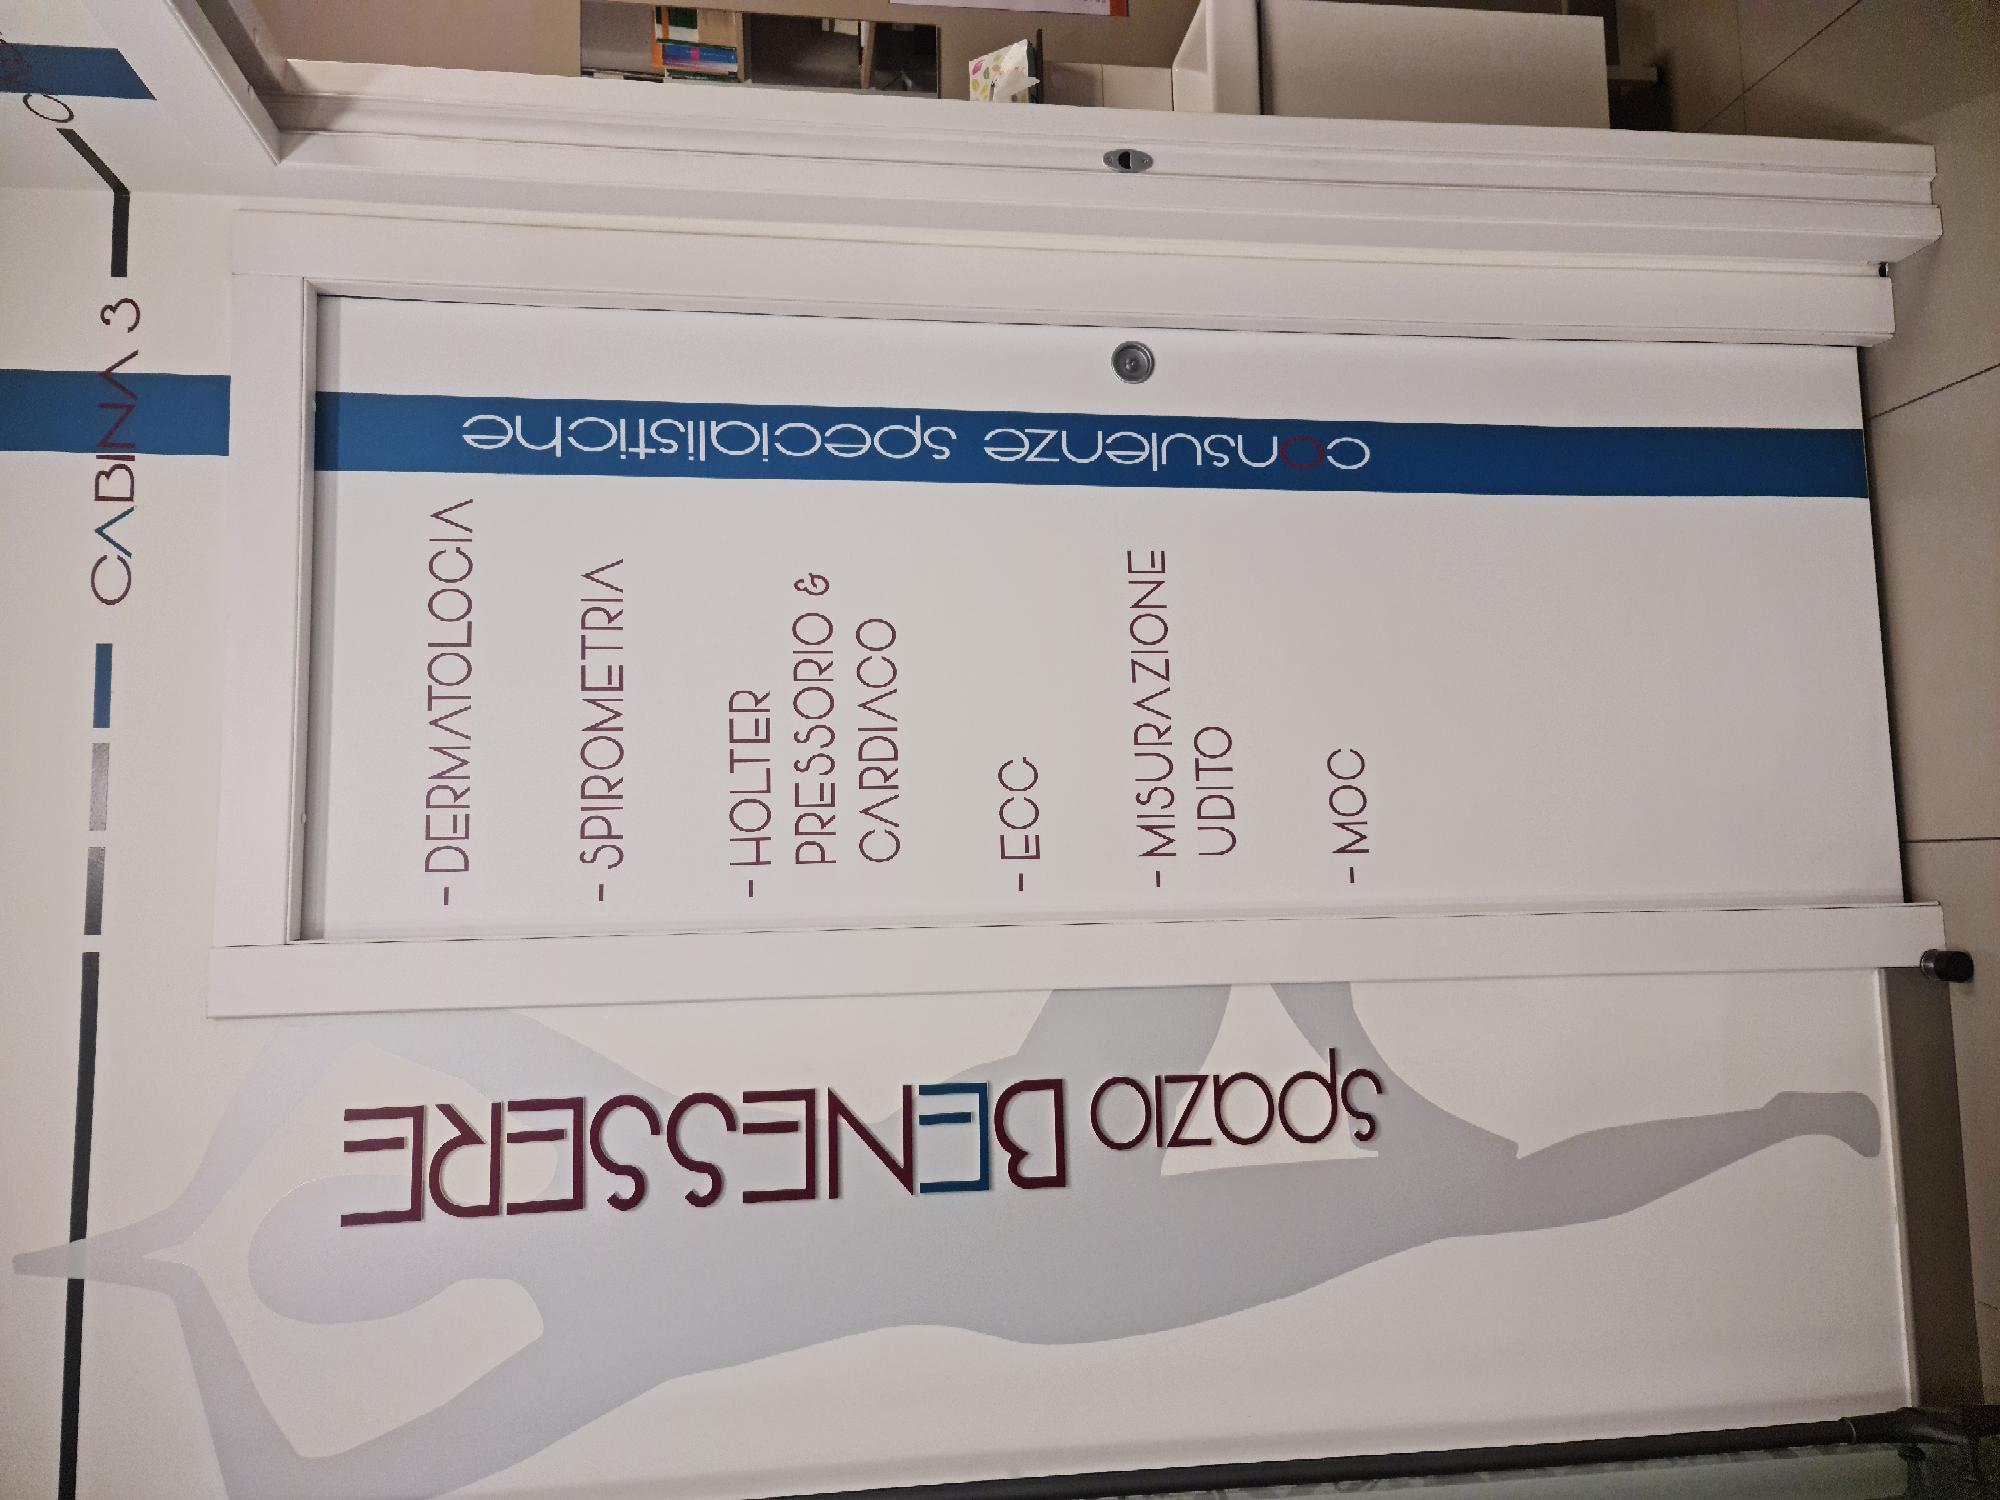 CABINA 3
consulenze specialistiche
- DERMATOLOGIA
- SPIROMETRIA
- HOLTER
PRESSORIO &
CARDIACO
- ECG
- MISURAZIONE
UDITO
- MOC
spazio BENESSERE